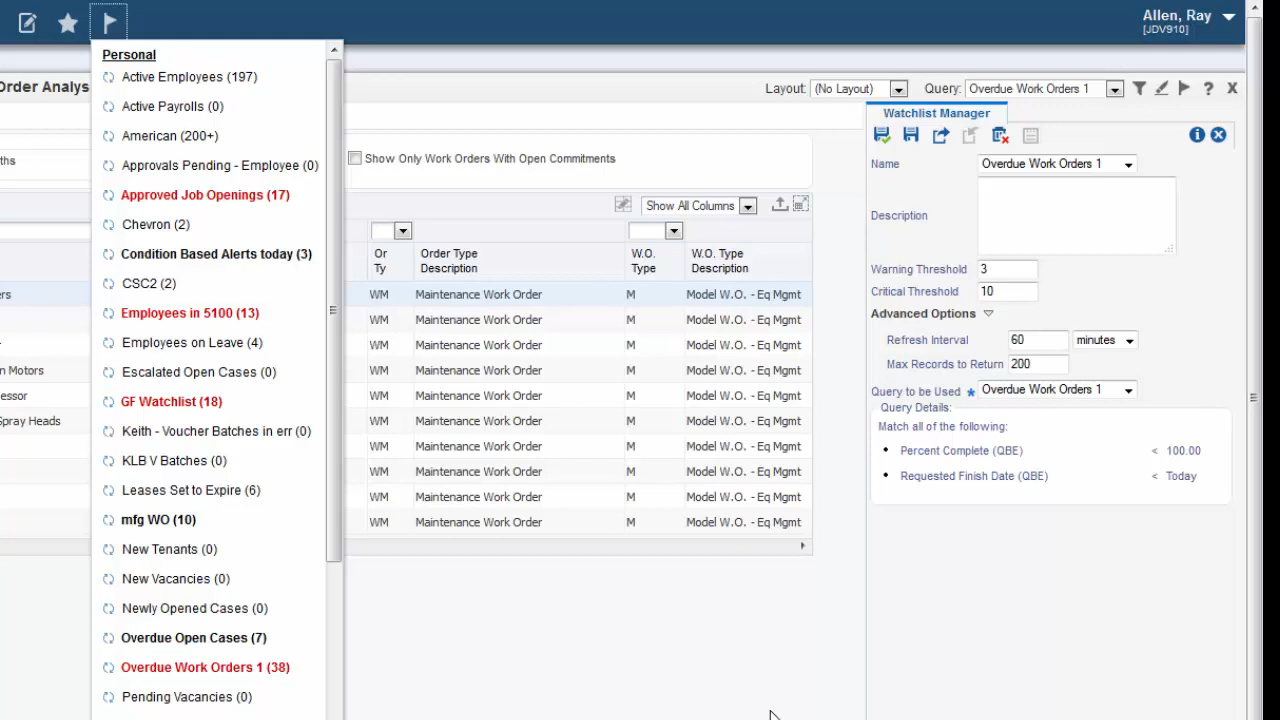 Allen, Ray
[JDV910]
Personal
Active Employees (197)
Active Payrolls (0)
American (200+)
Approvals Pending - Employee (0)
Approved Job Openings (17)
Chevron (2)
Condition Based Alerts today (3)
CSC2 (2)
Employees in 5100 (13)
Employees on Leave (4)
Escalated Open Cases (0)
GF Watchlist (18)
Keith - Voucher Batches in err (0)
KLB V Batches (0)
Leases Set to Expire (6)
mfg WO (10)
New Tenants (0)
New Vacancies (0)
Newly Opened Cases (0)
Overdue Open Cases (7)
Overdue Work Orders 1 (38)
Pending Vacancies (0)
Order Analys
Layout: (No Layout) Query: Overdue Work Orders 1 ? X
ths
Show Only Work Orders With Open Commitments
Show All Columns
Or Order Type W.O. W.O. Type
Ty Description Type Description
ers WM Maintenance Work Order M Model W.O. - Eq Mgmt
WM Maintenance Work Order M Model W.O. - Eq Mgmt
WM Maintenance Work Order M Model W.O. - Eq Mgmt
n Motors WM Maintenance Work Order M Model W.O. - Eq Mgmt
essor WM Maintenance Work Order M Model W.O. - Eq Mgmt
Spray Heads WM Maintenance Work Order M Model W.O. - Eq Mgmt
WM Maintenance Work Order M Model W.O. - Eq Mgmt
WM Maintenance Work Order M Model W.O. - Eq Mgmt
WM Maintenance Work Order M Model W.O. - Eq Mgmt
WM Maintenance Work Order M Model W.O. - Eq Mgmt
Watchlist Manager
Name Overdue Work Orders 1
Description
Warning Threshold 3
Critical Threshold 10
Advanced Options
Refresh Interval 60 minutes
Max Records to Return 200
Query to be Used * Overdue Work Orders 1
Query Details:
Match all of the following:
• Percent Complete (QBE) < 100.00
• Requested Finish Date (QBE) < Today